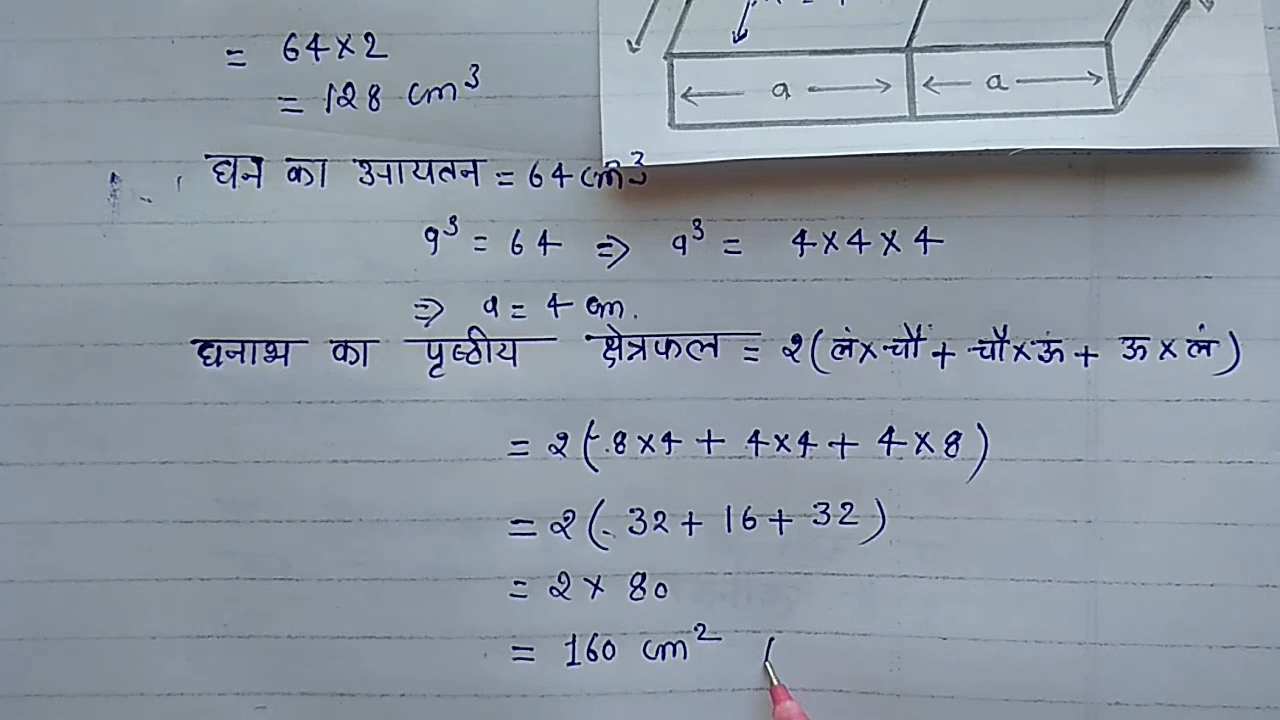 = 64 × 2
= 128 cm³
← a → ← a →
घन का आयतन = 64 cm³
a³ = 64 ⇒ a³ = 4 × 4 × 4
⇒ a = 4 cm.
घनाभ का पृष्ठीय क्षेत्रफल = 2 ( लं × चौ + चौ × ऊं + ऊ × लं )
= 2 ( 8 × 4 + 4 × 4 + 4 × 8 )
= 2 ( 32 + 16 + 32 )
= 2 × 80
= 160 cm²